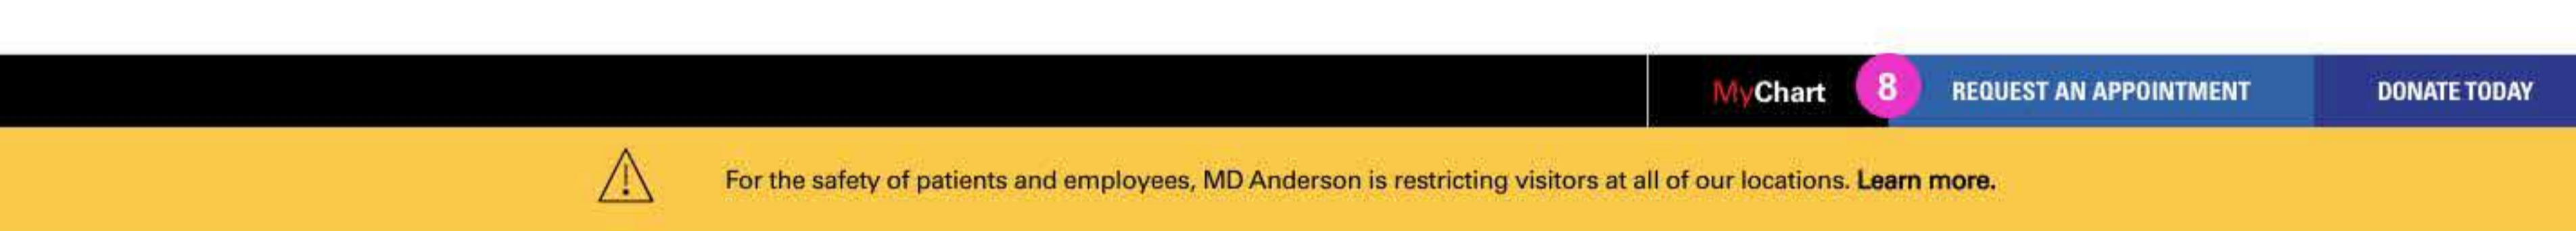 MyChart 8 REQUEST AN APPOINTMENT DONATE TODAY
For the safety of patients and employees, MD Anderson is restricting visitors at all of our locations. Learn more.